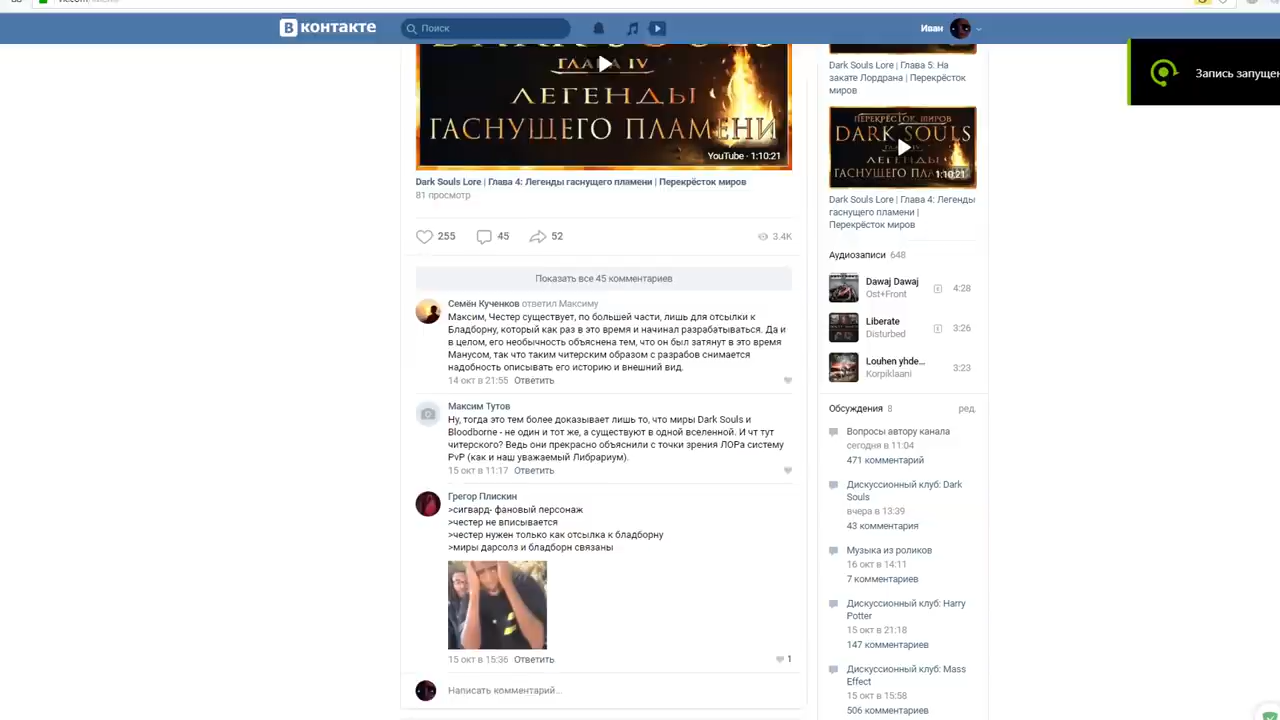 В контакте
Поиск
Иван
Запись запущен
ГЛАВА IV
ЛЕГЕНДЫ
ГАСНУЩЕГО ПЛАМЕНИ
YouTube · 1:10:21
Dark Souls Lore | Глава 4: Легенды гаснущего пламени | Перекрёсток миров
81 просмотр
255
45
52
3.4K
Показать все 45 комментариев
Семён Кученков ответил Максиму
Максим, Честер существует, по большей части, лишь для отсылки к
Бладборну, который как раз в это время и начинал разрабатываться. Да и
в целом, его необычность объяснена тем, что он был затянут в это время
Манусом, так что таким читерским образом с разрабов снимается
надобность описывать его историю и внешний вид.
14 окт в 21:55 Ответить
Максим Тутов
Ну, тогда это тем более доказывает лишь то, что миры Dark Souls и
Bloodborne - не один и тот же, а существуют в одной вселенной. И чт тут
читерского? Ведь они прекрасно объяснили с точки зрения ЛОРа систему
PvP (как и наш уважаемый Либрариум).
15 окт в 11:17 Ответить
Грегор Плискин
>сигвард- фановый персонаж
>честер не вписывается
>честер нужен только как отсылка к бладборну
>миры дарсолз и бладборн связаны
15 окт в 15:36 Ответить
1
Написать комментарий...
Dark Souls Lore | Глава 5: На
закате Лордрана | Перекрёсток
миров
ПЕРЕКРЁСТОК МИРОВ
DARK SOULS
ГЛАВА IV
ЛЕГЕНДЫ
ГАСНУЩЕГО ПЛАМЕНИ
1:10:21
Dark Souls Lore | Глава 4: Легенды
гаснущего пламени |
Перекрёсток миров
Аудиозаписи 648
Dawaj Dawaj
Ost+Front
4:28
Liberate
Disturbed
3:26
Louhen yhde...
Korpiklaani
3:23
Обсуждения 8
ред.
Вопросы автору канала
сегодня в 11:04
471 комментарий
Дискуссионный клуб: Dark
Souls
вчера в 13:39
43 комментария
Музыка из роликов
16 окт в 14:11
7 комментариев
Дискуссионный клуб: Harry
Potter
15 окт в 21:18
147 комментариев
Дискуссионный клуб: Mass
Effect
15 окт в 15:58
506 комментариев